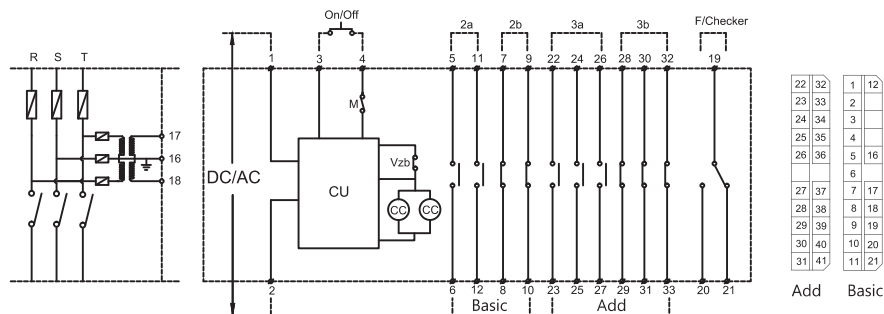 On/Off
2a 2b 3a 3b F/Checker
R S T
1 3 4 5 11 7 9 22 24 26 28 30 32 19
M
17
16
18
DC/AC
CU
Vzb
CC CC
2 6 12 8 10 23 25 27 29 31 33 20 21
Basic Add
22 32
23 33
24 34
25 35
26 36
27 37
28 38
29 39
30 40
31 41
Add
1 12
2
3
4
5 16
6
7 17
8 18
9 19
10 20
11 21
Basic